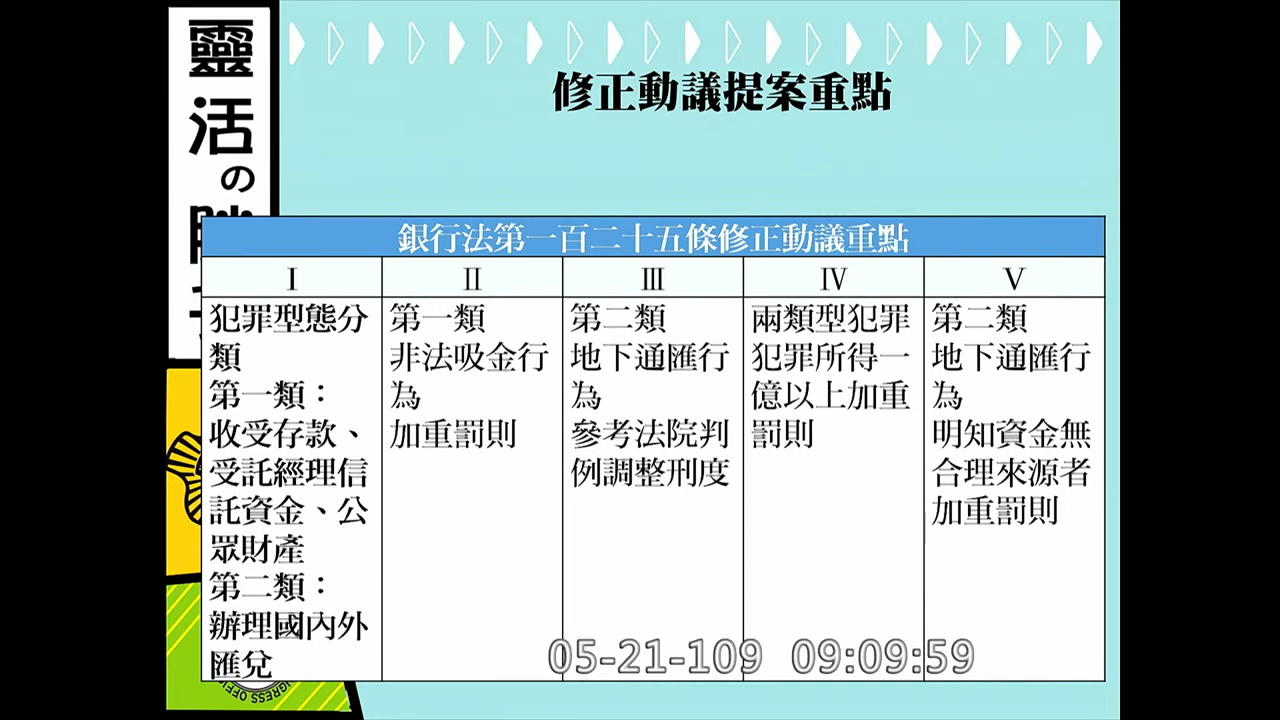 靈活の
修正動議提案重點
銀行法第一百二十五條修正動議重點
I
II
III
IV
V
犯罪型態分
類
第一類：
收受存款、
受託經理信
託資金、公
眾財產
第二類：
辦理國內外
匯兌
第一類
非法吸金行
為
加重罰則
第二類
地下通匯行
為
參考法院判
例調整刑度
兩類型犯罪
犯罪所得一
億以上加重
罰則
第二類
地下通匯行
為
明知資金無
合理來源者
加重罰則
05-21-109 09:09:59